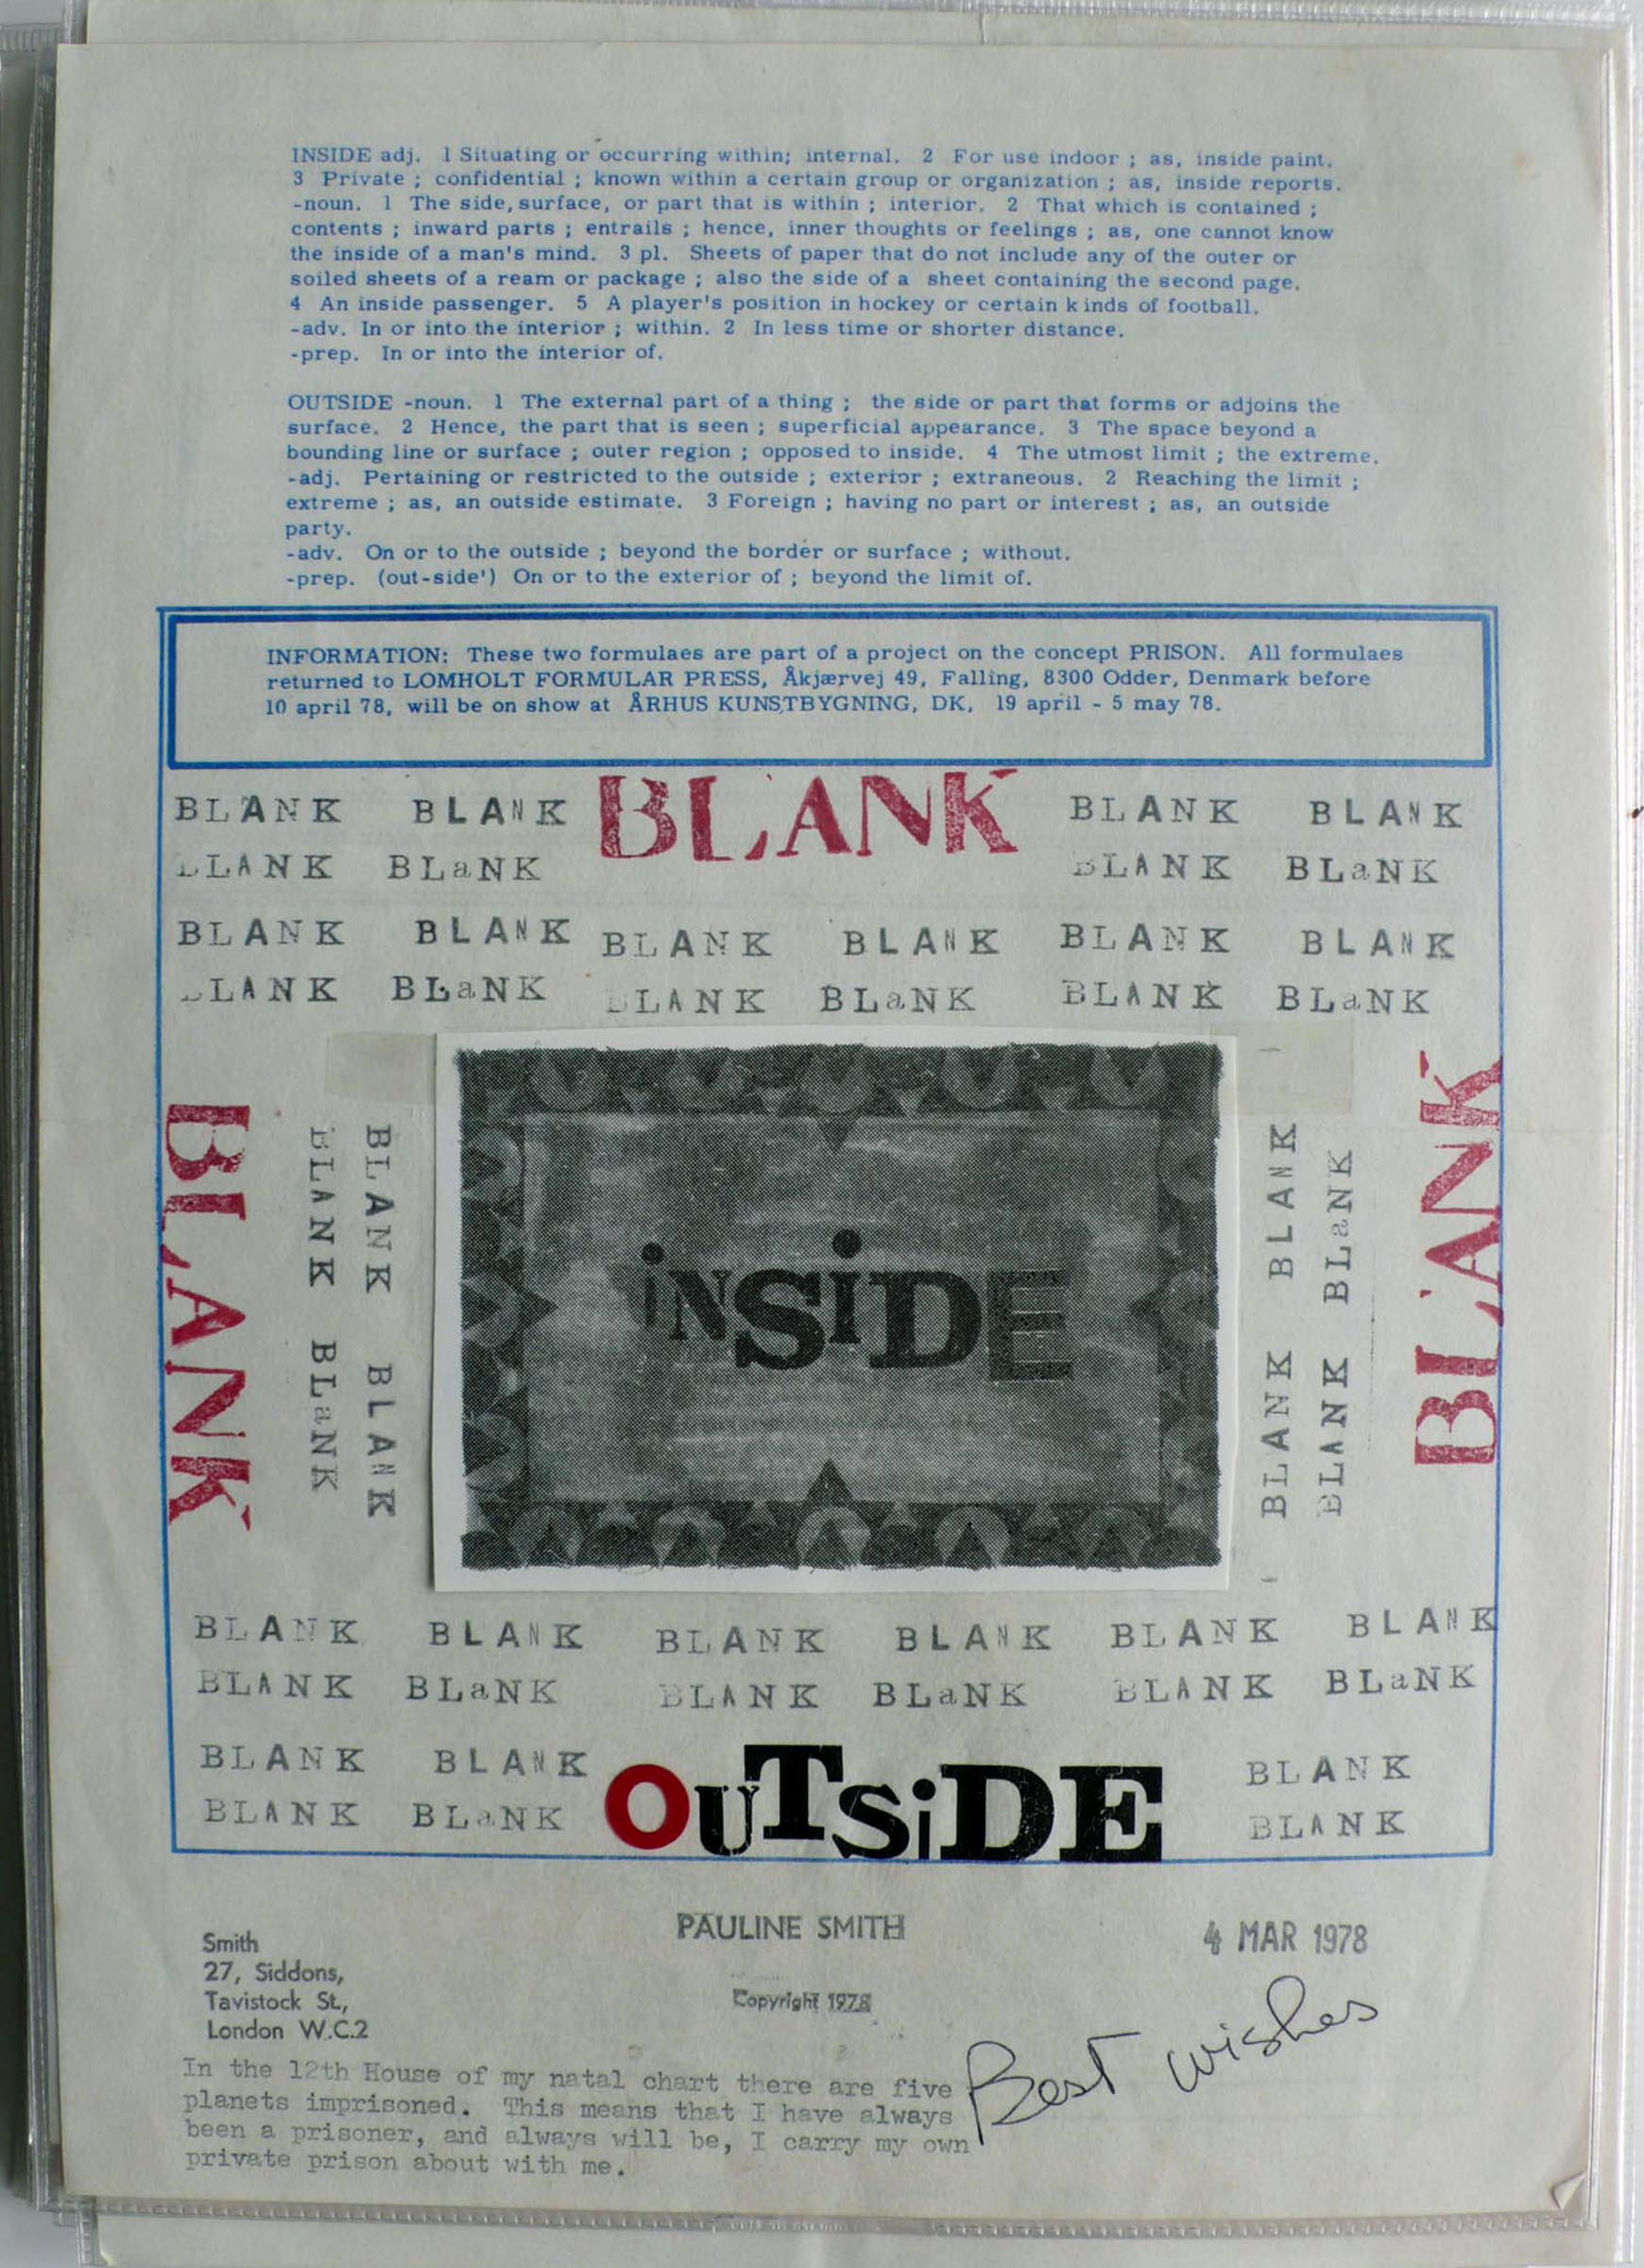 INSIDE adj. 1 Situating or occurring within; internal. 2 For use indoor ; as, inside paint.
3 Private ; confidential ; known within a certain group or organization ; as, inside reports.
-noun. 1 The side, surface, or part that is within ; interior. 2 That which is contained ;
contents ; inward parts ; entrails ; hence, inner thoughts or feelings ; as, one cannot know
the inside of a man's mind. 3 pl. Sheets of paper that do not include any of the outer or
soiled sheets of a ream or package ; also the side of a sheet containing the second page.
4 An inside passenger. 5 A player's position in hockey or certain k inds of football.
-adv. In or into the interior ; within. 2 In less time or shorter distance.
-prep. In or into the interior of.
OUTSIDE -noun. 1 The external part of a thing ; the side or part that forms or adjoins the
surface. 2 Hence, the part that is seen ; superficial appearance. 3 The space beyond a
bounding line or surface ; outer region ; opposed to inside. 4 The utmost limit ; the extreme.
-adj. Pertaining or restricted to the outside ; exterior ; extraneous. 2 Reaching the limit ;
extreme ; as, an outside estimate. 3 Foreign ; having no part or interest ; as, an outside
party.
-adv. On or to the outside ; beyond the border or surface ; without.
-prep. (out-side') On or to the exterior of ; beyond the limit of.
INFORMATION: These two formulaes are part of a project on the concept PRISON. All formulaes
returned to LOMHOLT FORMULAR PRESS, Åkjærvej 49, Falling, 8300 Odder, Denmark before
10 april 78, will be on show at ÅRHUS KUNSTBYGNING, DK, 19 april - 5 may 78.
BLANK BLANK BLANK BLANK BLANK
BLANK BLaNK BLANK BLaNK
BLANK BLANK BLANK BLANK BLANK BLANK
BLANK BLaNK BLANK BLaNK BLANK BLaNK
BLANK
BLANK BLaNK
BLANK BLANK
iNSiDE
BLANK BLANK
BLANK BLaNK
BLANK
BLANK BLANK BLANK BLANK BLANK BLANK
BLANK BLaNK BLANK BLaNK BLANK BLaNK
BLANK BLANK OUTSiDE BLANK
BLANK BLaNK BLANK
PAULINE SMITH
4 MAR 1978
Smith
27, Siddons,
Tavistock St.,
London W.C.2
Copyright 1978
Best wishes
In the 12th House of my natal chart there are five
planets imprisoned. This means that I have always
been a prisoner, and always will be, I carry my own
private prison about with me.